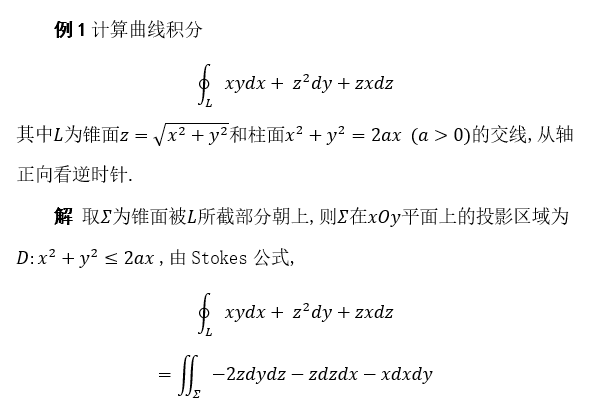 例 1 计算曲线积分
∮_L xydx + z²dy + zxdz
其中L为锥面z = √(x² + y²)和柱面x² + y² = 2ax (a > 0)的交线, 从轴
正向看逆时针.
解 取Σ为锥面被L所截部分朝上, 则Σ在xOy平面上的投影区域为
D: x² + y² ≤ 2ax , 由 Stokes 公式,
∮_L xydx + z²dy + zxdz
= ∬_Σ −2zdydz − zdzdx − xdxdy